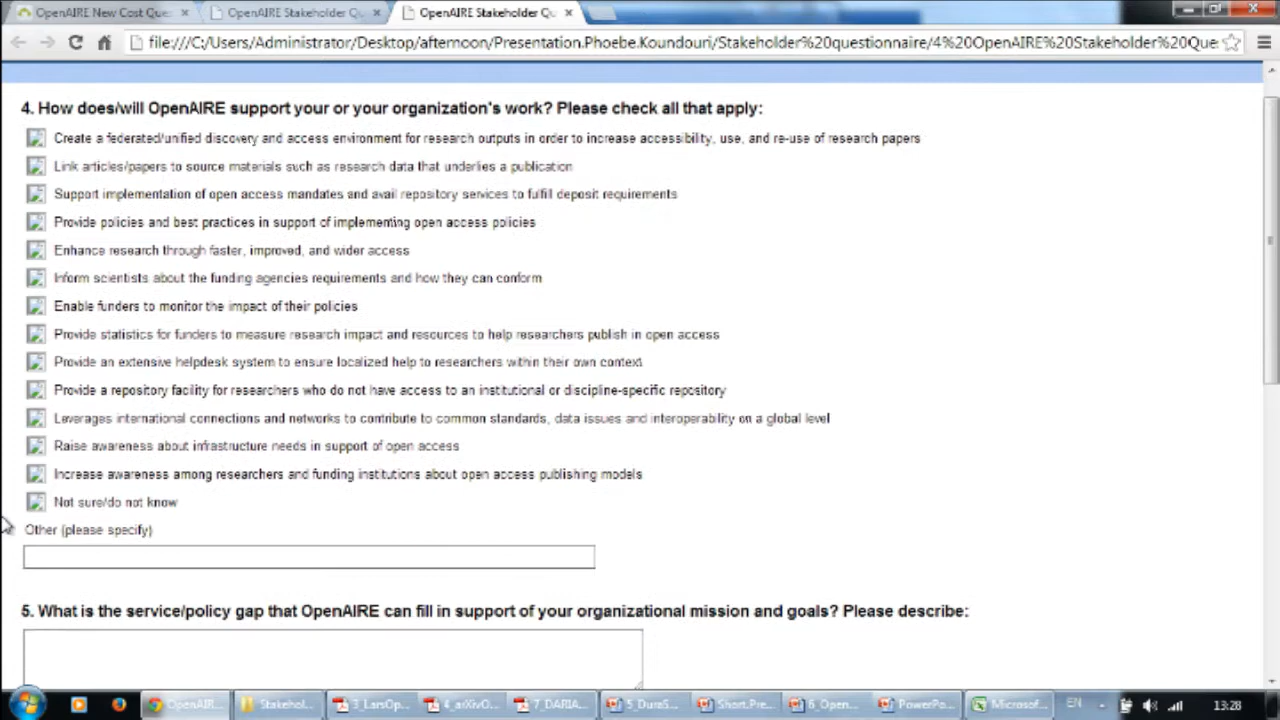 OpenAIRE New Cost Que
OpenAIRE Stakeholder Qu
OpenAIRE Stakeholder Qu
file:///C:/Users/Administrator/Desktop/afternoon/Presentation.Phoebe.Koundouri/Stakeholder%20questionnaire/4%20OpenAIRE%20Stakeholder%20Que
4. How does/will OpenAIRE support your or your organization's work? Please check all that apply:
Create a federated/unified discovery and access environment for research outputs in order to increase accessibility, use, and re-use of research papers
Link articles/papers to source materials such as research data that underlies a publication
Support implementation of open access mandates and avail repository services to fulfill deposit requirements
Provide policies and best practices in support of implementing open access policies
Enhance research through faster, improved, and wider access
Inform scientists about the funding agencies requirements and how they can conform
Enable funders to monitor the impact of their policies
Provide statistics for funders to measure research impact and resources to help researchers publish in open access
Provide an extensive helpdesk system to ensure localized help to researchers within their own context
Provide a repository facility for researchers who do not have access to an institutional or discipline-specific repository
Leverages international connections and networks to contribute to common standards, data issues and interoperability on a global level
Raise awareness about infrastructure needs in support of open access
Increase awareness among researchers and funding institutions about open access publishing models
Not sure/do not know
Other (please specify)
5. What is the service/policy gap that OpenAIRE can fill in support of your organizational mission and goals? Please describe:
OpenAIR... Stakehol... 3_LarsOp... 4_arXivO... 7_DARIA... 5_DuraS... Short.Pre... 6_Open... PowerPo... Microsof... EN 13:28